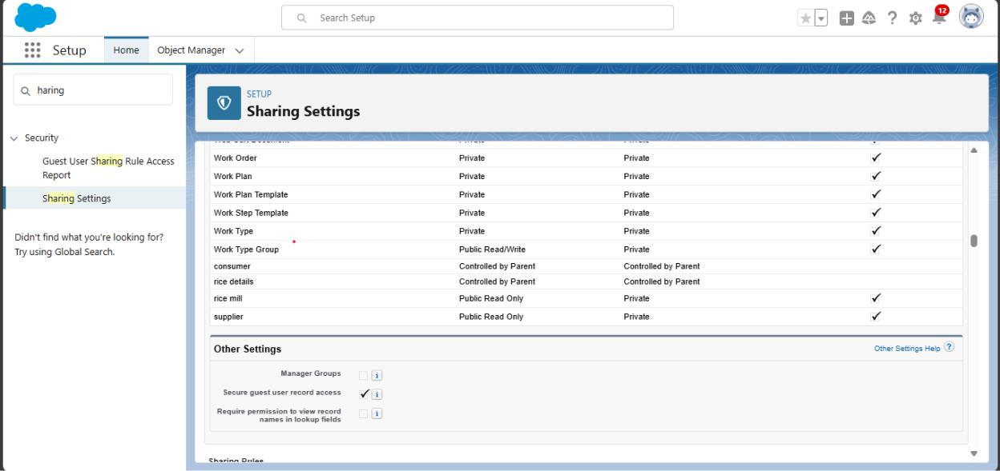 Search Setup
12
Setup
Home
Object Manager
haring
Security
Guest User Sharing Rule Access
Report
Sharing Settings
Didn't find what you're looking for?
Try using Global Search.
SETUP
Sharing Settings
Work Order Private Private
Work Plan Private Private
Work Plan Template Private Private
Work Step Template Private Private
Work Type Private Private
Work Type Group Public Read/Write Private
consumer Controlled by Parent Controlled by Parent
rice details Controlled by Parent Controlled by Parent
rice mill Public Read Only Private
supplier Public Read Only Private
Other Settings
Other Settings Help ?
Manager Groups i
Secure guest user record access i
Require permission to view record
names in lookup fields i
Sharing Rules